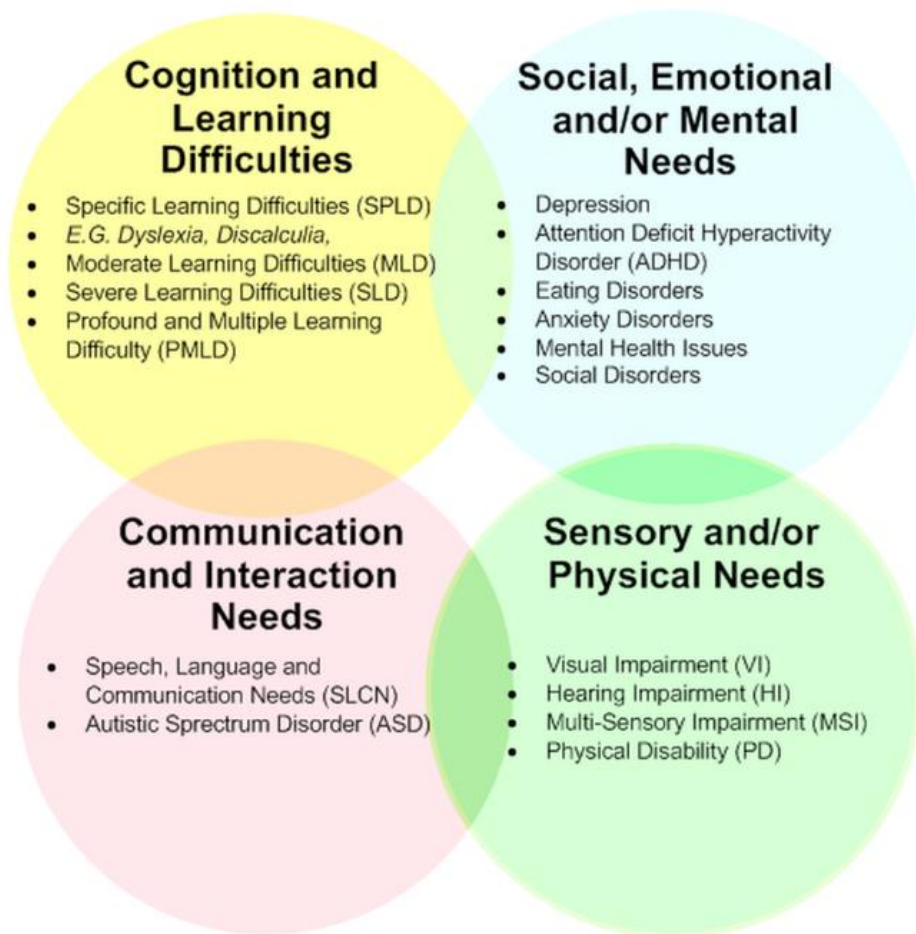 Cognition and
Learning
Difficulties
• Specific Learning Difficulties (SPLD)
• E.G. Dyslexia, Discalculia,
• Moderate Learning Difficulties (MLD)
• Severe Learning Difficulties (SLD)
• Profound and Multiple Learning
Difficulty (PMLD)
Social, Emotional
and/or Mental
Needs
• Depression
• Attention Deficit Hyperactivity
Disorder (ADHD)
• Eating Disorders
• Anxiety Disorders
• Mental Health Issues
• Social Disorders
Communication
and Interaction
Needs
• Speech, Language and
Communication Needs (SLCN)
• Autistic Sprectrum Disorder (ASD)
Sensory and/or
Physical Needs
• Visual Impairment (VI)
• Hearing Impairment (HI)
• Multi-Sensory Impairment (MSI)
• Physical Disability (PD)